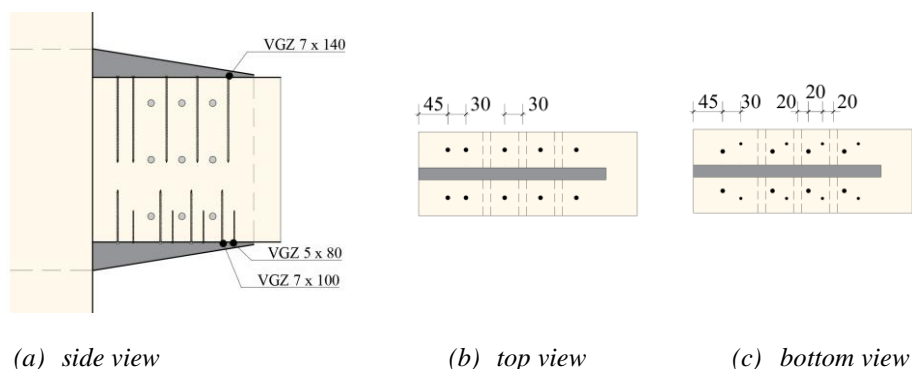 VGZ 7 x 140
VGZ 5 x 80
VGZ 7 x 100
45 30 30
45 30 20 20 20
(a) side view
(b) top view
(c) bottom view